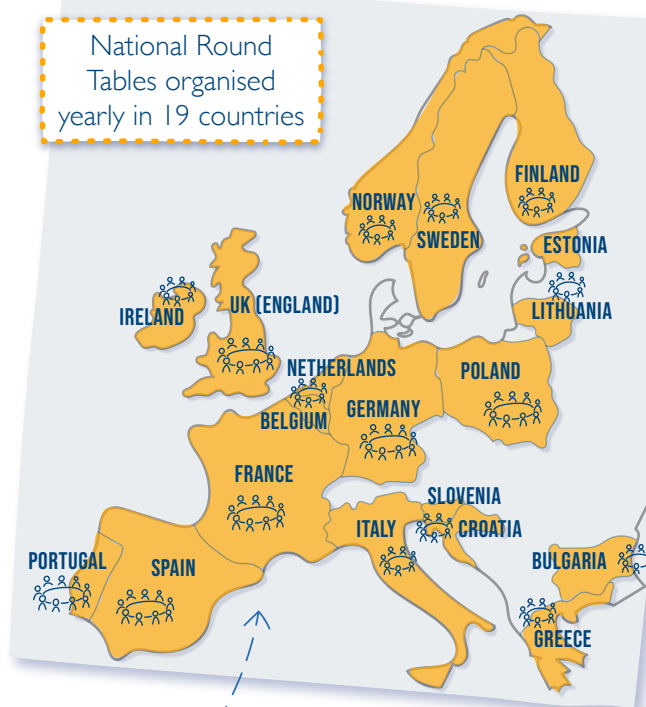 National Round
Tables organised
yearly in 19 countries
FINLAND
NORWAY
SWEDEN
ESTONIA
IRELAND
UK (ENGLAND)
LITHUANIA
NETHERLANDS
POLAND
BELGIUM
GERMANY
FRANCE
SLOVENIA
ITALY
CROATIA
PORTUGAL
SPAIN
BULGARIA
GREECE